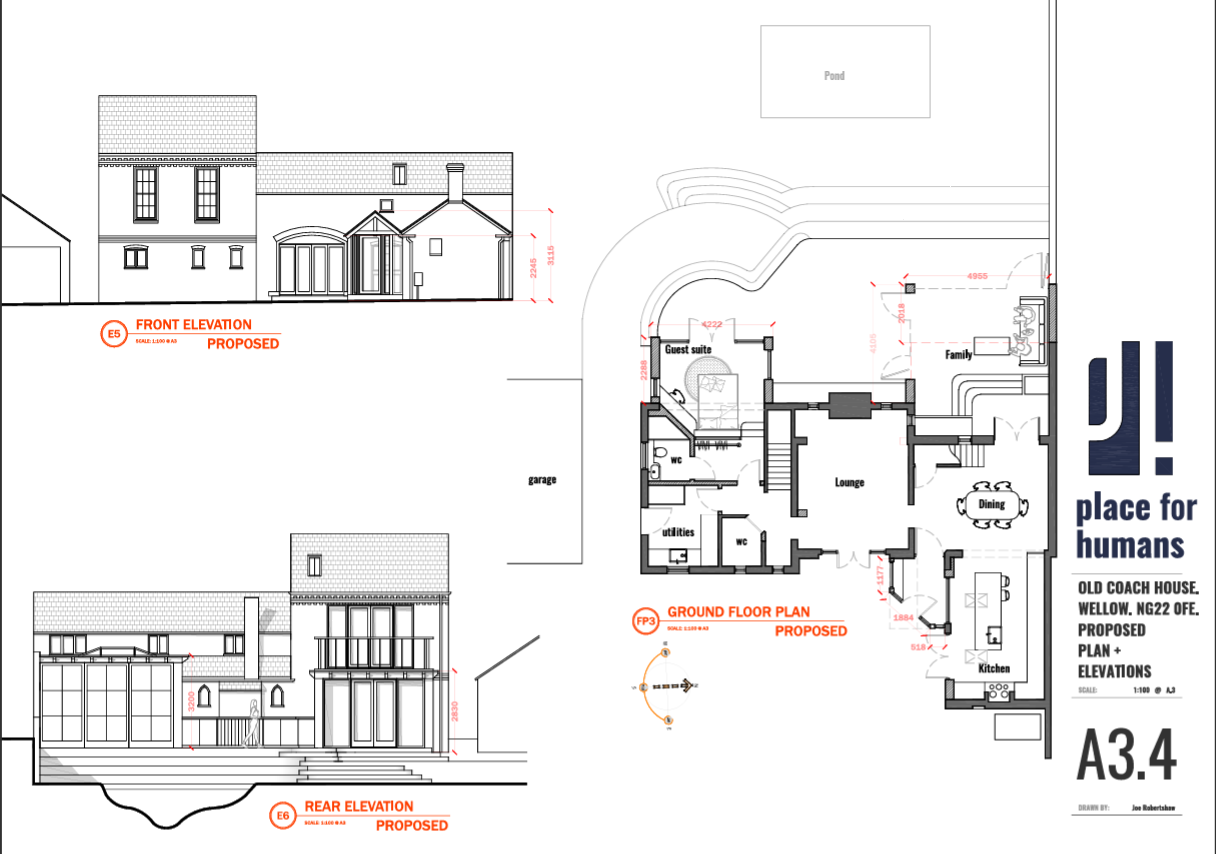 Pond
3116
2245
E5
FRONT ELEVATION
SCALE: 1:100 @ A3
PROPOSED
4955
2018
4105
4222
2288
Guest suite
Family
WC
Lounge
garage
Dining
utilities
WC
1177
1884
518
Kitchen
FP3
GROUND FLOOR PLAN
SCALE: 1:100 @ A3
PROPOSED
3200
2830
E6
REAR ELEVATION
SCALE: 1:100 @ A3
PROPOSED
place for
humans
OLD COACH HOUSE.
WELLOW. NG22 0FE.
PROPOSED
PLAN +
ELEVATIONS
SCALE: 1:100 @ A3
A3.4
DRAWN BY: Joe Robertshaw